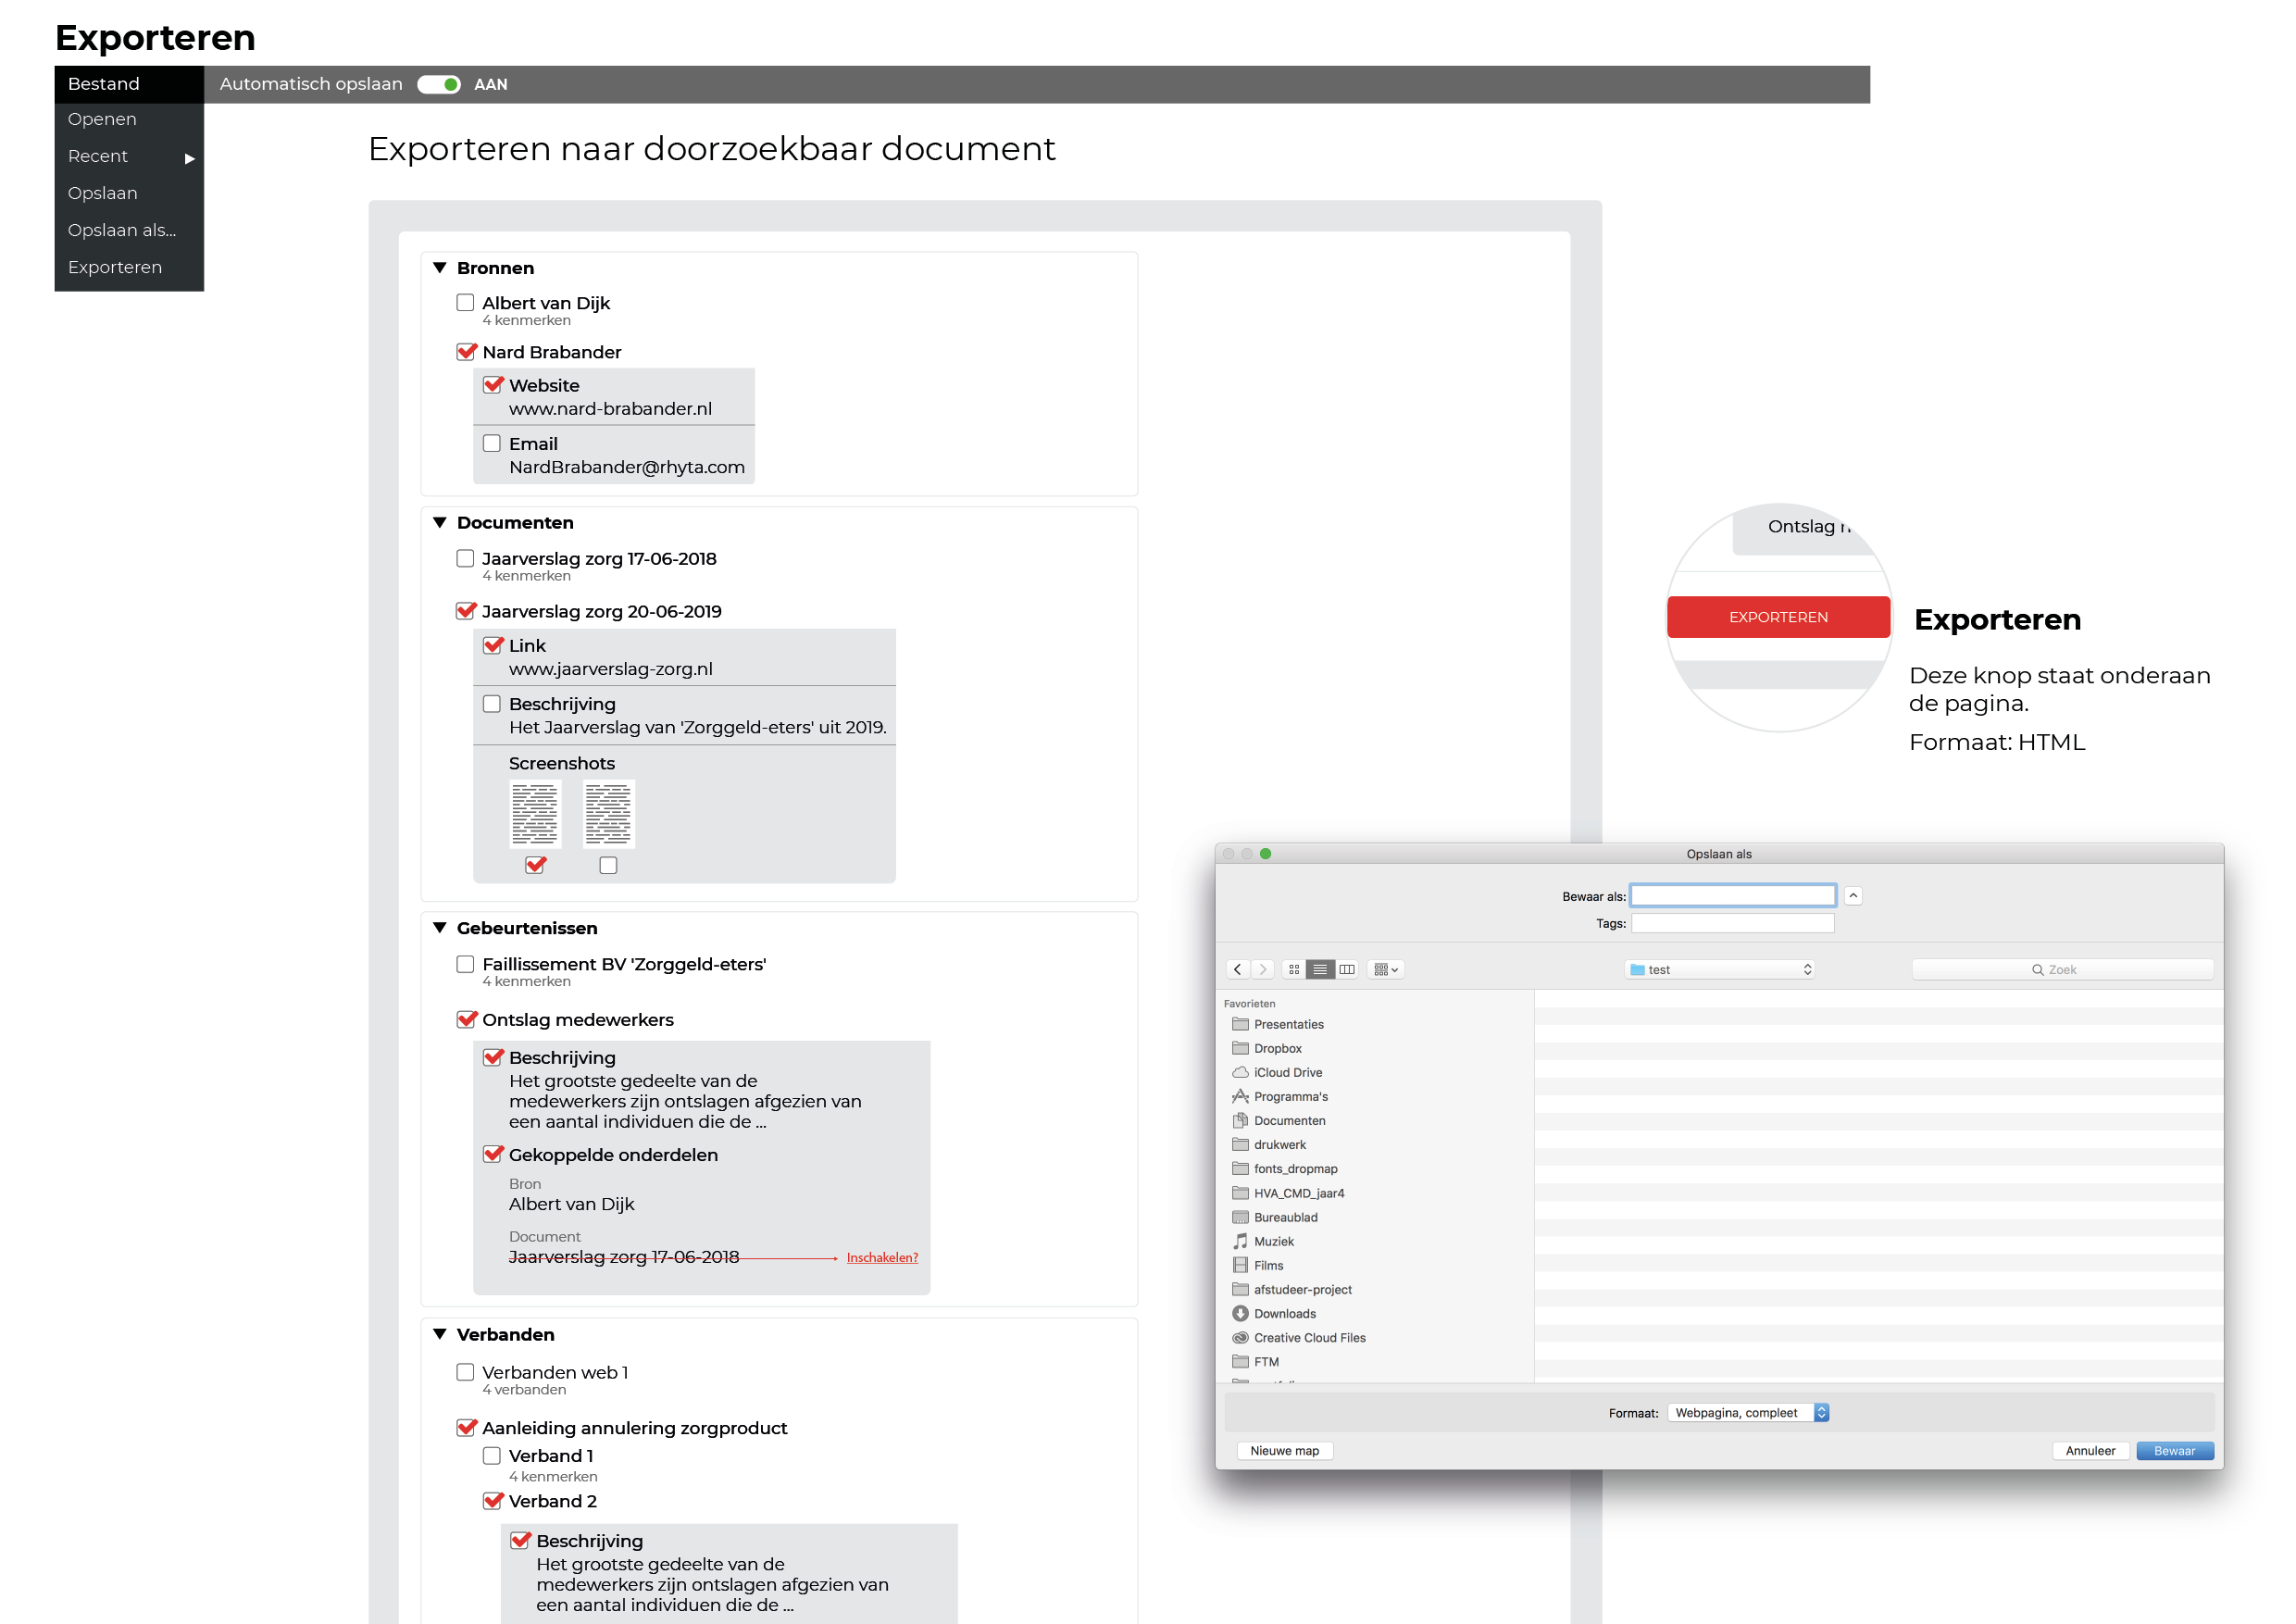 Exporteren
Bestand
Automatisch opslaan
AAN
Openen
Recent
Opslaan
Opslaan als...
Exporteren
Exporteren naar doorzoekbaar document
Bronnen
Albert van Dijk
4 kenmerken
Nard Brabander
Website
www.nard-brabander.nl
Email
NardBrabander@rhyta.com
Documenten
Jaarverslag zorg 17-06-2018
4 kenmerken
Jaarverslag zorg 20-06-2019
Link
www.jaarverslag-zorg.nl
Beschrijving
Het Jaarverslag van 'Zorggeld-eters' uit 2019.
Screenshots
Gebeurtenissen
Faillissement BV 'Zorggeld-eters'
4 kenmerken
Ontslag medewerkers
Beschrijving
Het grootste gedeelte van de
medewerkers zijn ontslagen afgezien van
een aantal individuen die de ...
Gekoppelde onderdelen
Bron
Albert van Dijk
Document
Jaarverslag zorg 17-06-2018
Inschakelen?
Verbanden
Verbanden web 1
4 verbanden
Aanleiding annulering zorgproduct
Verband 1
4 kenmerken
Verband 2
Beschrijving
Het grootste gedeelte van de
medewerkers zijn ontslagen afgezien van
een aantal individuen die de ...
Ontslag
EXPORTEREN
Exporteren
Deze knop staat onderaan
de pagina.
Formaat: HTML
Opslaan als
Bewaar als:
Tags:
test
Zoek
Favorieten
Presentaties
Dropbox
iCloud Drive
Programma's
Documenten
drukwerk
fonts_dropmap
HVA_CMD_jaar4
Bureaublad
Muziek
Films
afstudeer-project
Downloads
Creative Cloud Files
FTM
Formaat:
Webpagina, compleet
Nieuwe map
Annuleer
Bewaar